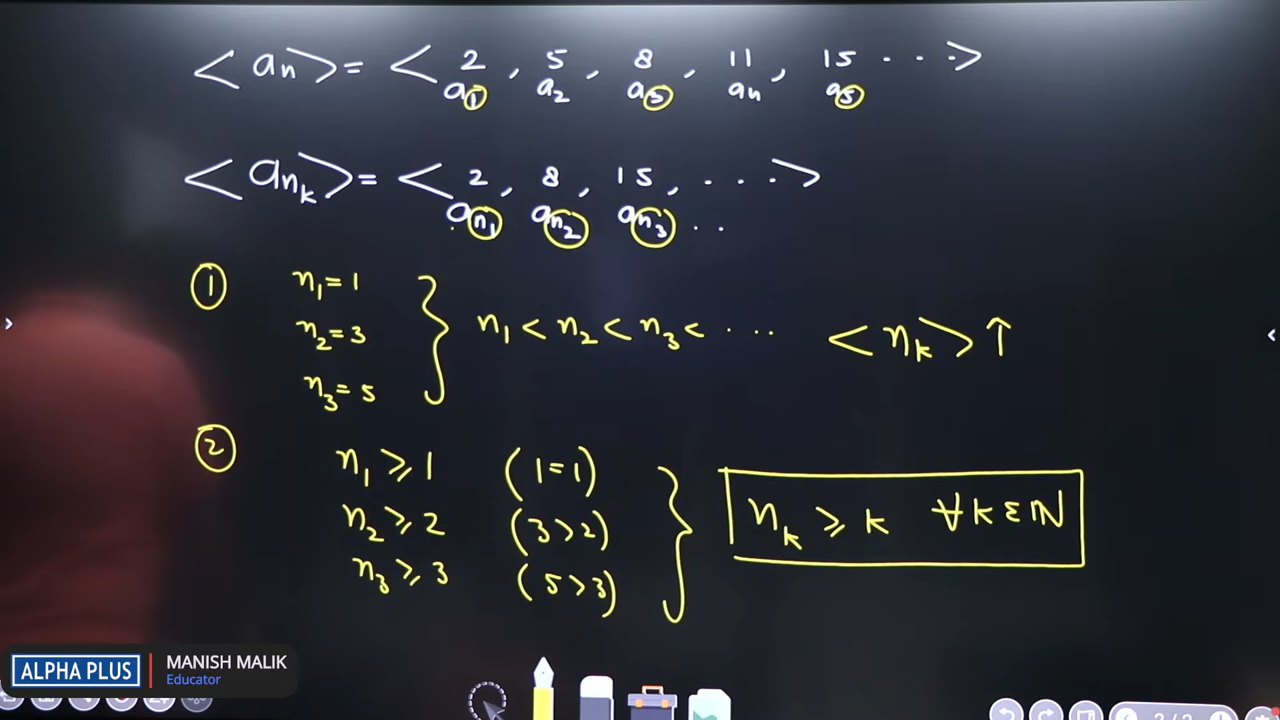 <an> = < 2 , 5 , 8 , 11 , 15 . . . >
a1 a2 a3 an a5
<ank> = < 2 , 8 , 15 , . . . . >
an1 an2 an3 . .
1 n1 = 1
n2 = 3
n3 = 5
n1 < n2 < n3 < . . . . <nk> ↑
2 n1 ⩾ 1 (1 = 1)
n2 ⩾ 2 (3 > 2)
n3 ⩾ 3 (5 > 3)
nk ⩾ k ∀ k ε ℕ
ALPHA PLUS
MANISH MALIK
Educator